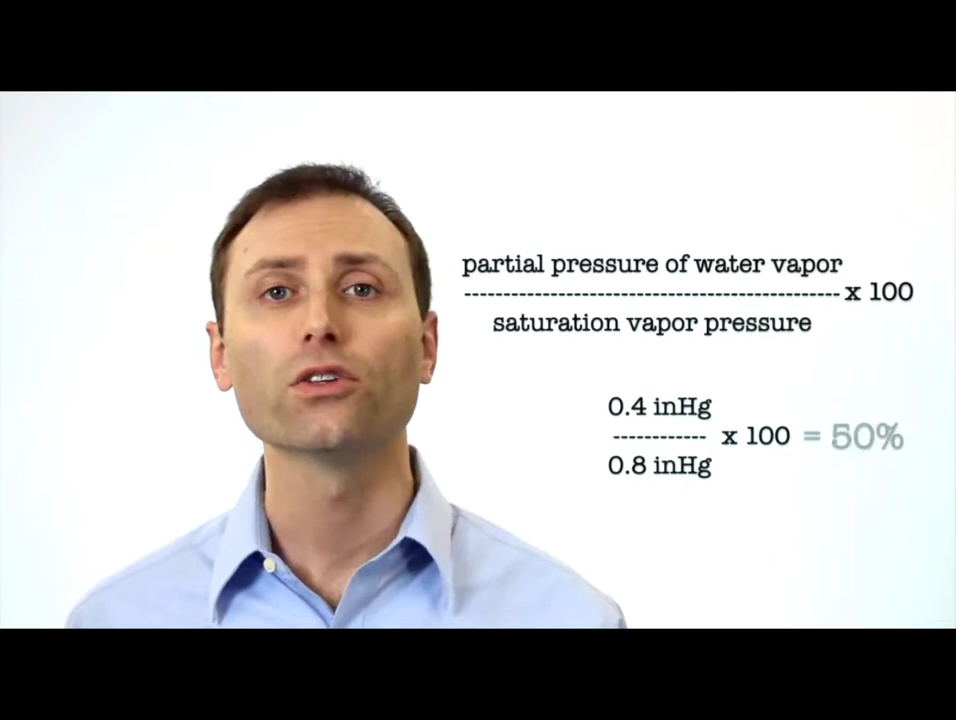 partial pressure of water vapor
------------------------------------------------ x 100
saturation vapor pressure
0.4 inHg
------------ x 100 = 50%
0.8 inHg